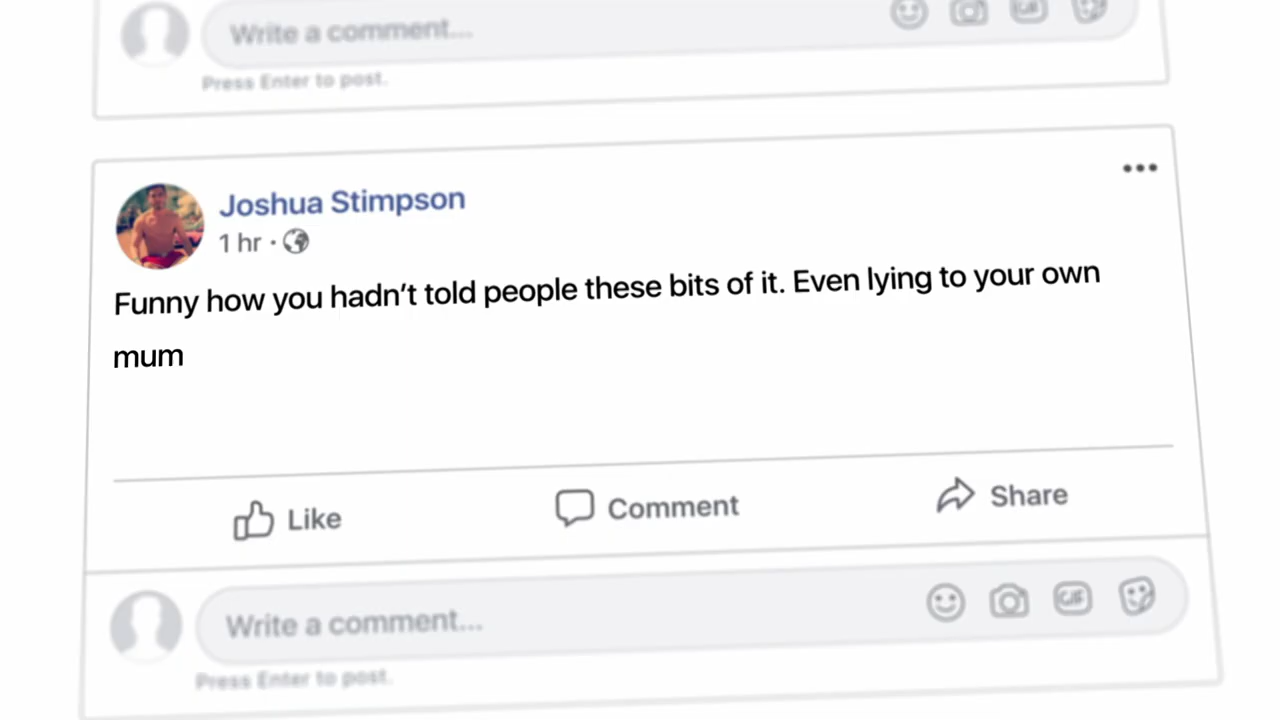 Write a comment...
Press Enter to post.
Joshua Stimpson
1 hr ·
Funny how you hadn’t told people these bits of it. Even lying to your own
mum
Like
Comment
Share
Write a comment...
GIF
Press Enter to post.